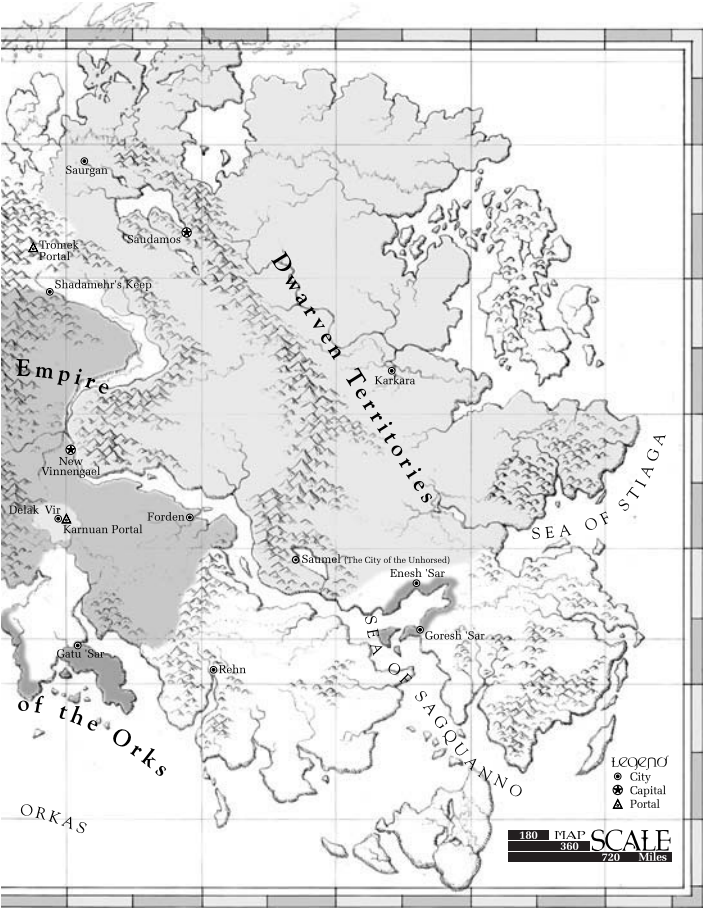 Saurgan
Saudamos
Tromek
Portal
Shadamehr's Keep
Dwarven Territories
Empire
Karkara
New
Vinnengael
SEA OF STIAGA
Delak Vir
Karnuan Portal
Forden
Saumel (The City of the Unhorsed)
Enesh 'Sar
Goresh 'Sar
Gatu 'Sar
Rehn
SEA OF SAGQUANNO
of the Orks
ORKAS
Legend
City
Capital
Portal
180 MAP SCALE
360
720 Miles